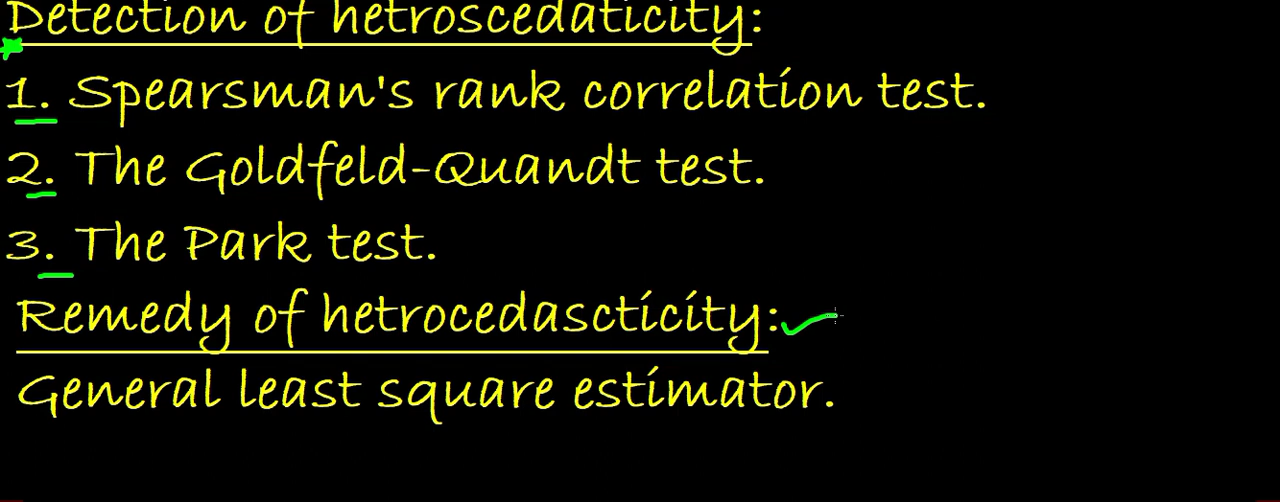 Detection of hetroscedaticity:
1. Spearsman's rank correlation test.
2. The Goldfeld-Quandt test.
3. The Park test.
Remedy of hetrocedascticity:
General least square estimator.